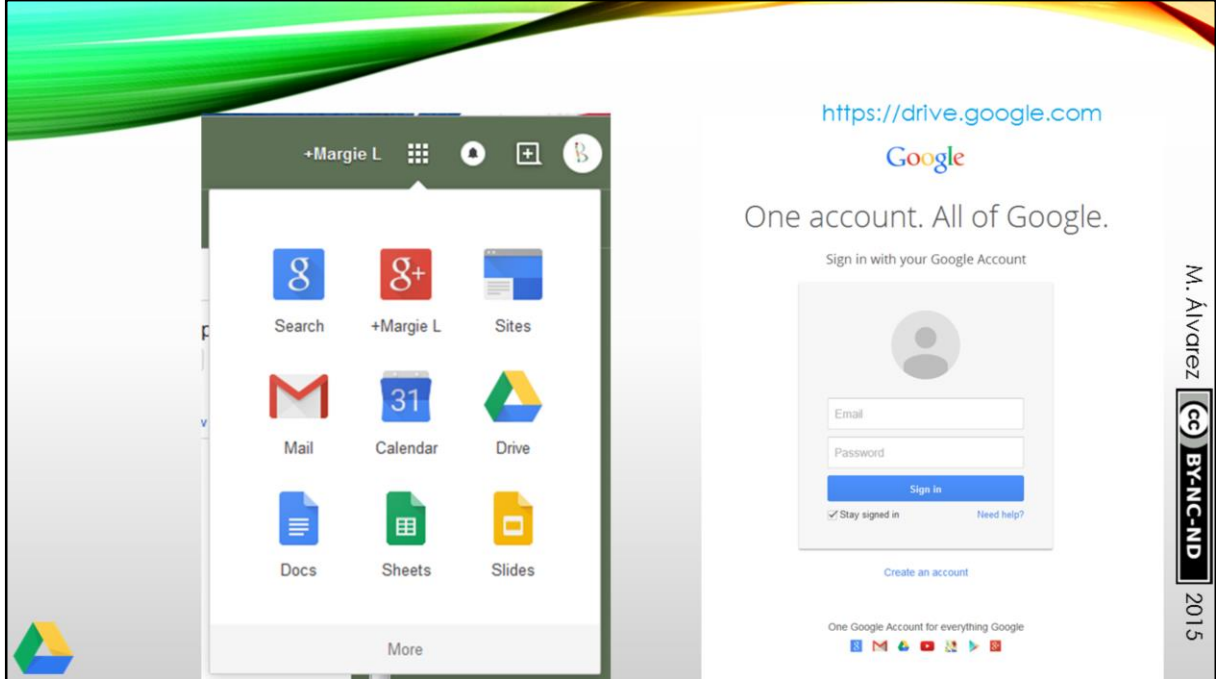 +Margie L
Search +Margie L Sites
31
Mail Calendar Drive
Docs Sheets Slides
More
https://drive.google.com
Google
One account. All of Google.
Sign in with your Google Account
Email
Password
Sign in
Stay signed in Need help?
Create an account
One Google Account for everything Google
M. Álvarez cc BY-NC-ND 2015